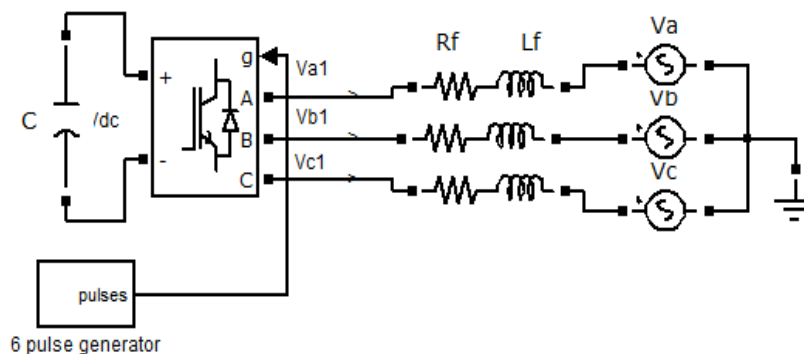 Va
Rf Lf
g
Va1
+
A
Vb
Vb1
C /dc
B
Vc
-
Vc1
C
pulses
6 pulse generator